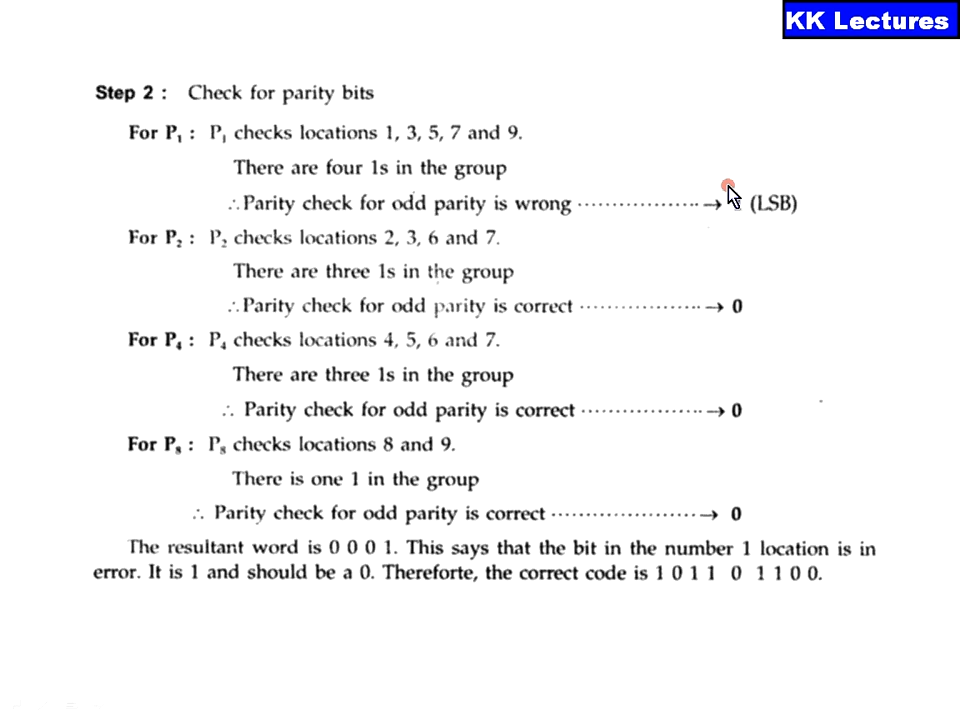 KK Lectures
Step 2 : Check for parity bits
For P₁ : P₁ checks locations 1, 3, 5, 7 and 9.
There are four 1s in the group
∴ Parity check for odd parity is wrong ·················· → (LSB)
For P₂ : P₂ checks locations 2, 3, 6 and 7.
There are three 1s in the group
∴ Parity check for odd parity is correct ·················· → 0
For P₄ : P₄ checks locations 4, 5, 6 and 7.
There are three 1s in the group
∴ Parity check for odd parity is correct ·················· → 0
For P₈ : P₈ checks locations 8 and 9.
There is one 1 in the group
∴ Parity check for odd parity is correct ····················· → 0
The resultant word is 0 0 0 1. This says that the bit in the number 1 location is in
error. It is 1 and should be a 0. Thereforte, the correct code is 1 0 1 1 0 1 1 0 0.